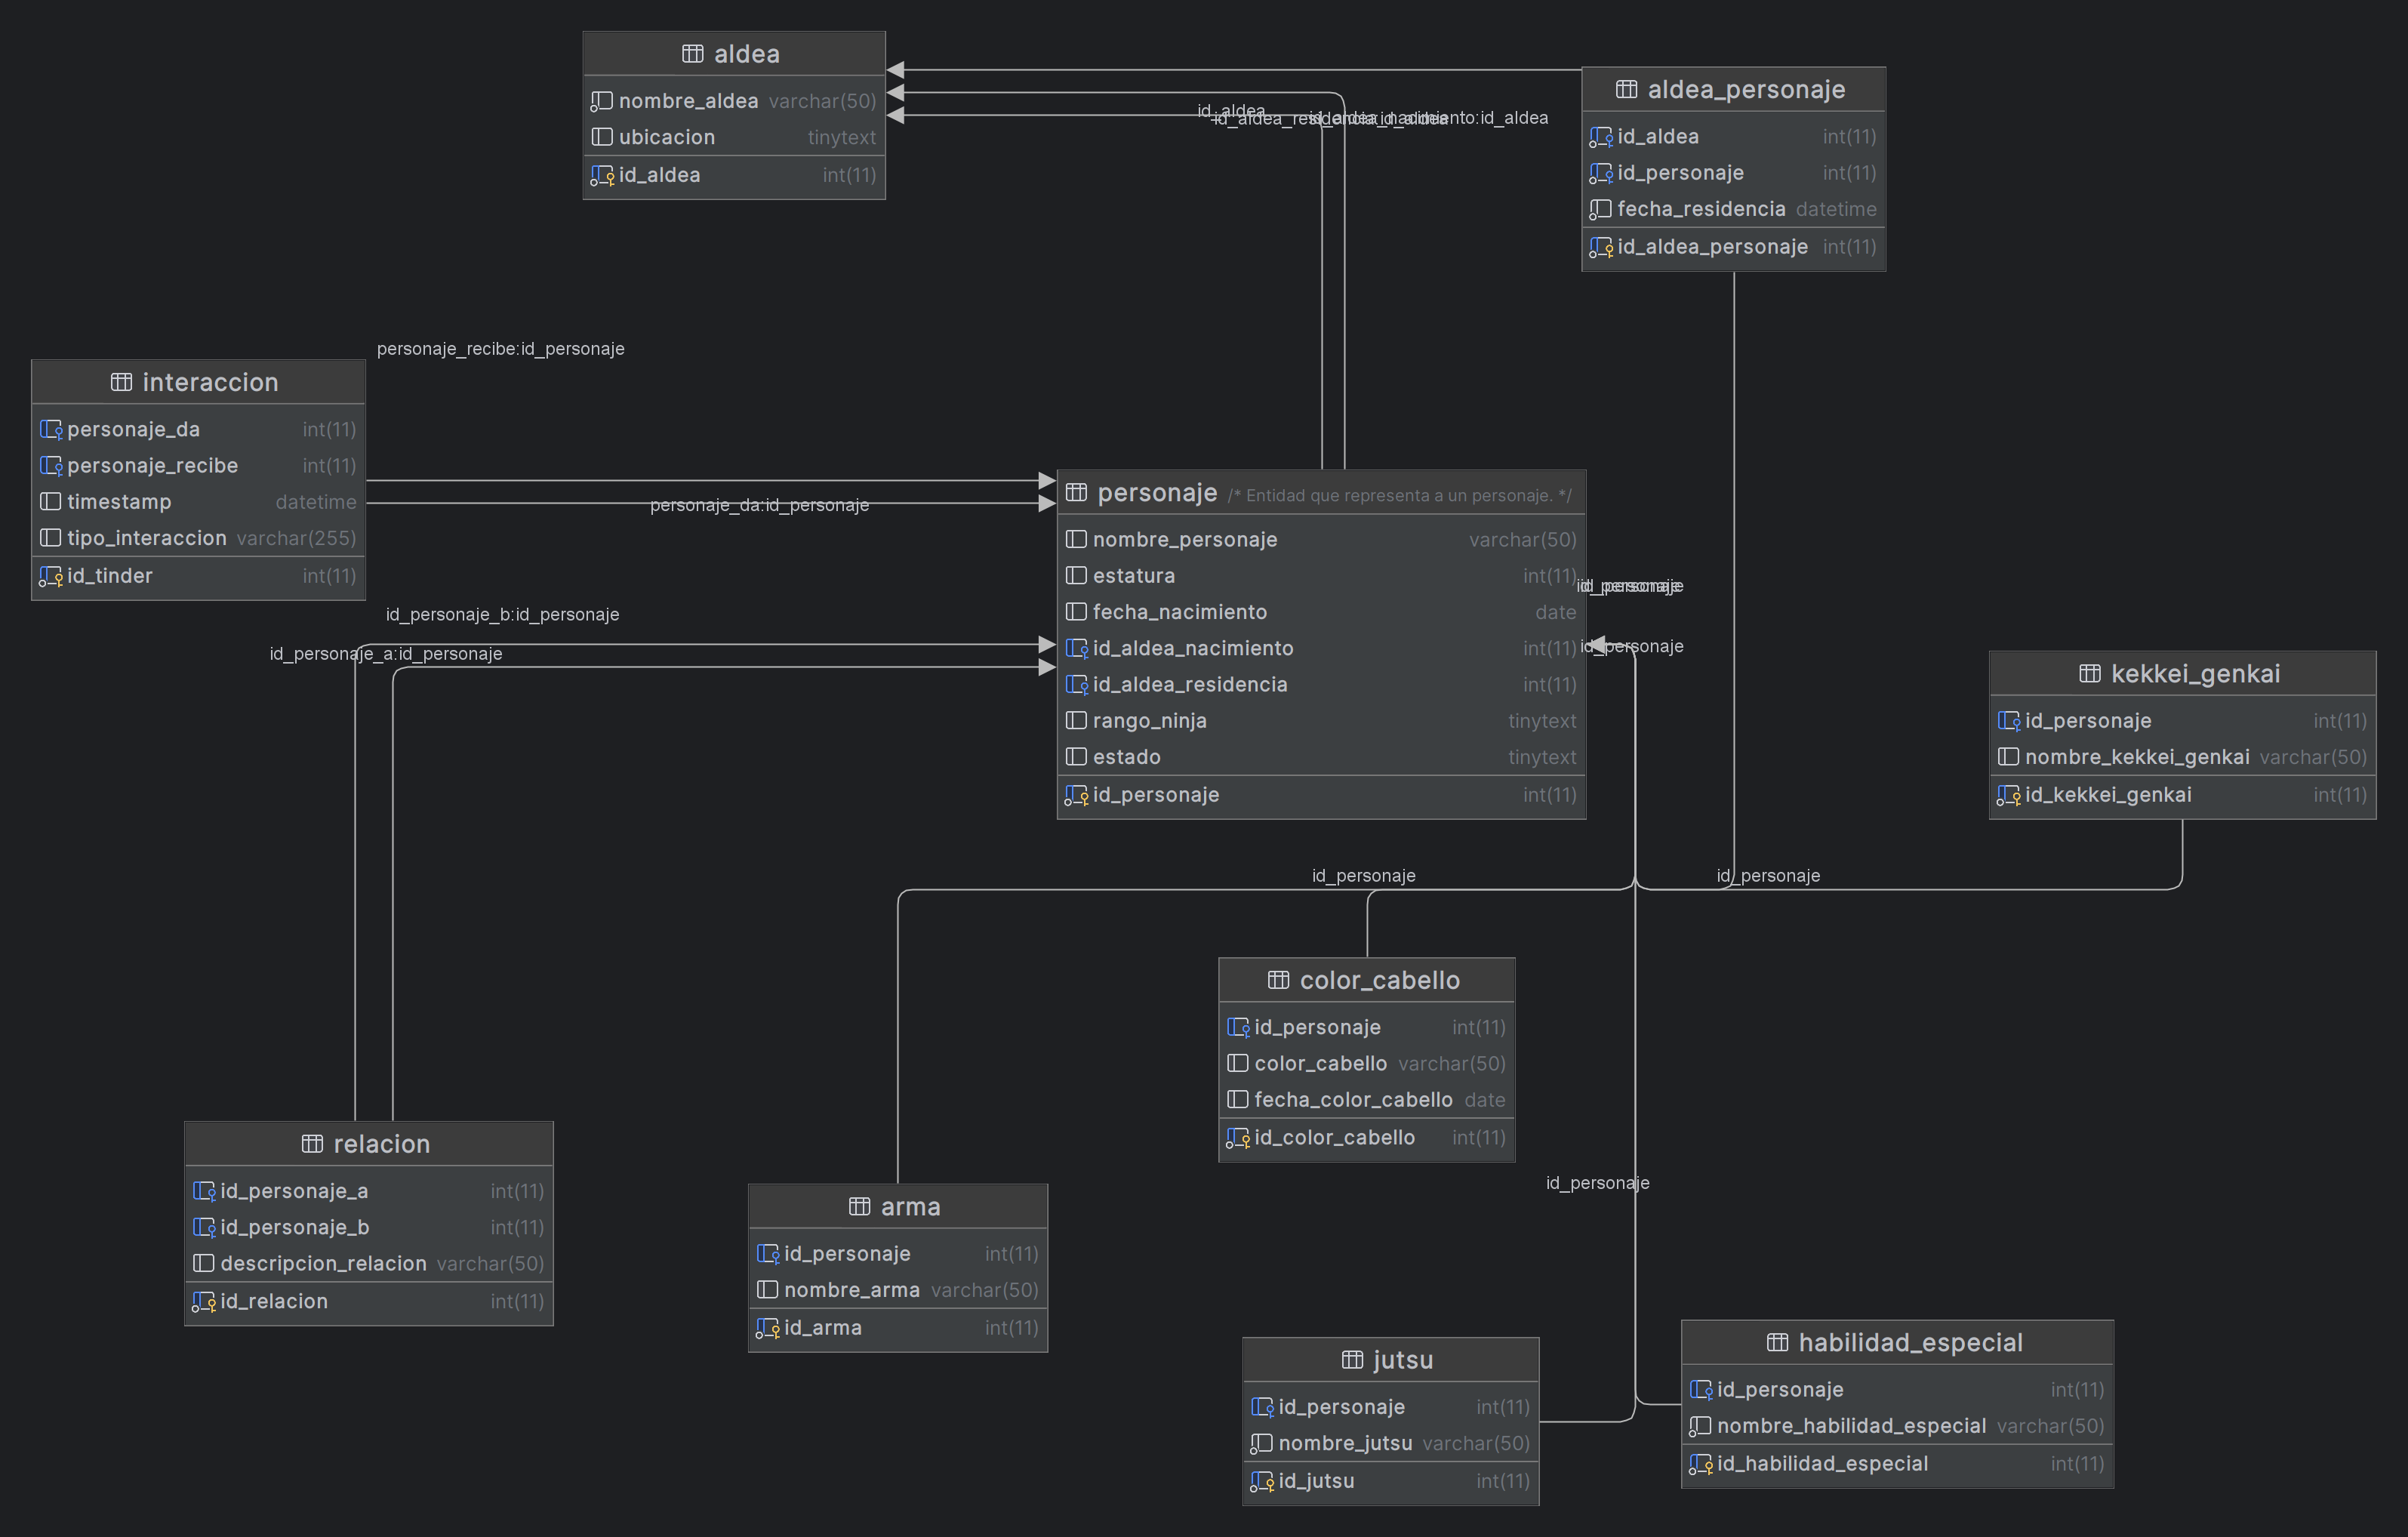 aldea
nombre_aldea varchar(50)
ubicacion tinytext
id_aldea int(11)
aldea_personaje
id_aldea int(11)
id_personaje int(11)
fecha_residencia datetime
id_aldea_personaje int(11)
id_aldea
id_aldea_residencia:id_aldea
id_aldea_nacimiento:id_aldea
personaje_recibe:id_personaje
interaccion
personaje_da int(11)
personaje_recibe int(11)
timestamp datetime
tipo_interaccion varchar(255)
id_tinder int(11)
personaje_da:id_personaje
personaje /* Entidad que representa a un personaje. */
nombre_personaje varchar(50)
estatura int(11)
fecha_nacimiento date
id_aldea_nacimiento int(11)
id_aldea_residencia int(11)
rango_ninja tinytext
estado tinytext
id_personaje int(11)
id_personaje
id_personaje
id_personaje
id_personaje_b:id_personaje
id_personaje_a:id_personaje
kekkei_genkai
id_personaje int(11)
nombre_kekkei_genkai varchar(50)
id_kekkei_genkai int(11)
id_personaje
id_personaje
color_cabello
id_personaje int(11)
color_cabello varchar(50)
fecha_color_cabello date
id_color_cabello int(11)
relacion
id_personaje_a int(11)
id_personaje_b int(11)
descripcion_relacion varchar(50)
id_relacion int(11)
arma
id_personaje int(11)
nombre_arma varchar(50)
id_arma int(11)
id_personaje
jutsu
id_personaje int(11)
nombre_jutsu varchar(50)
id_jutsu int(11)
habilidad_especial
id_personaje int(11)
nombre_habilidad_especial varchar(50)
id_habilidad_especial int(11)